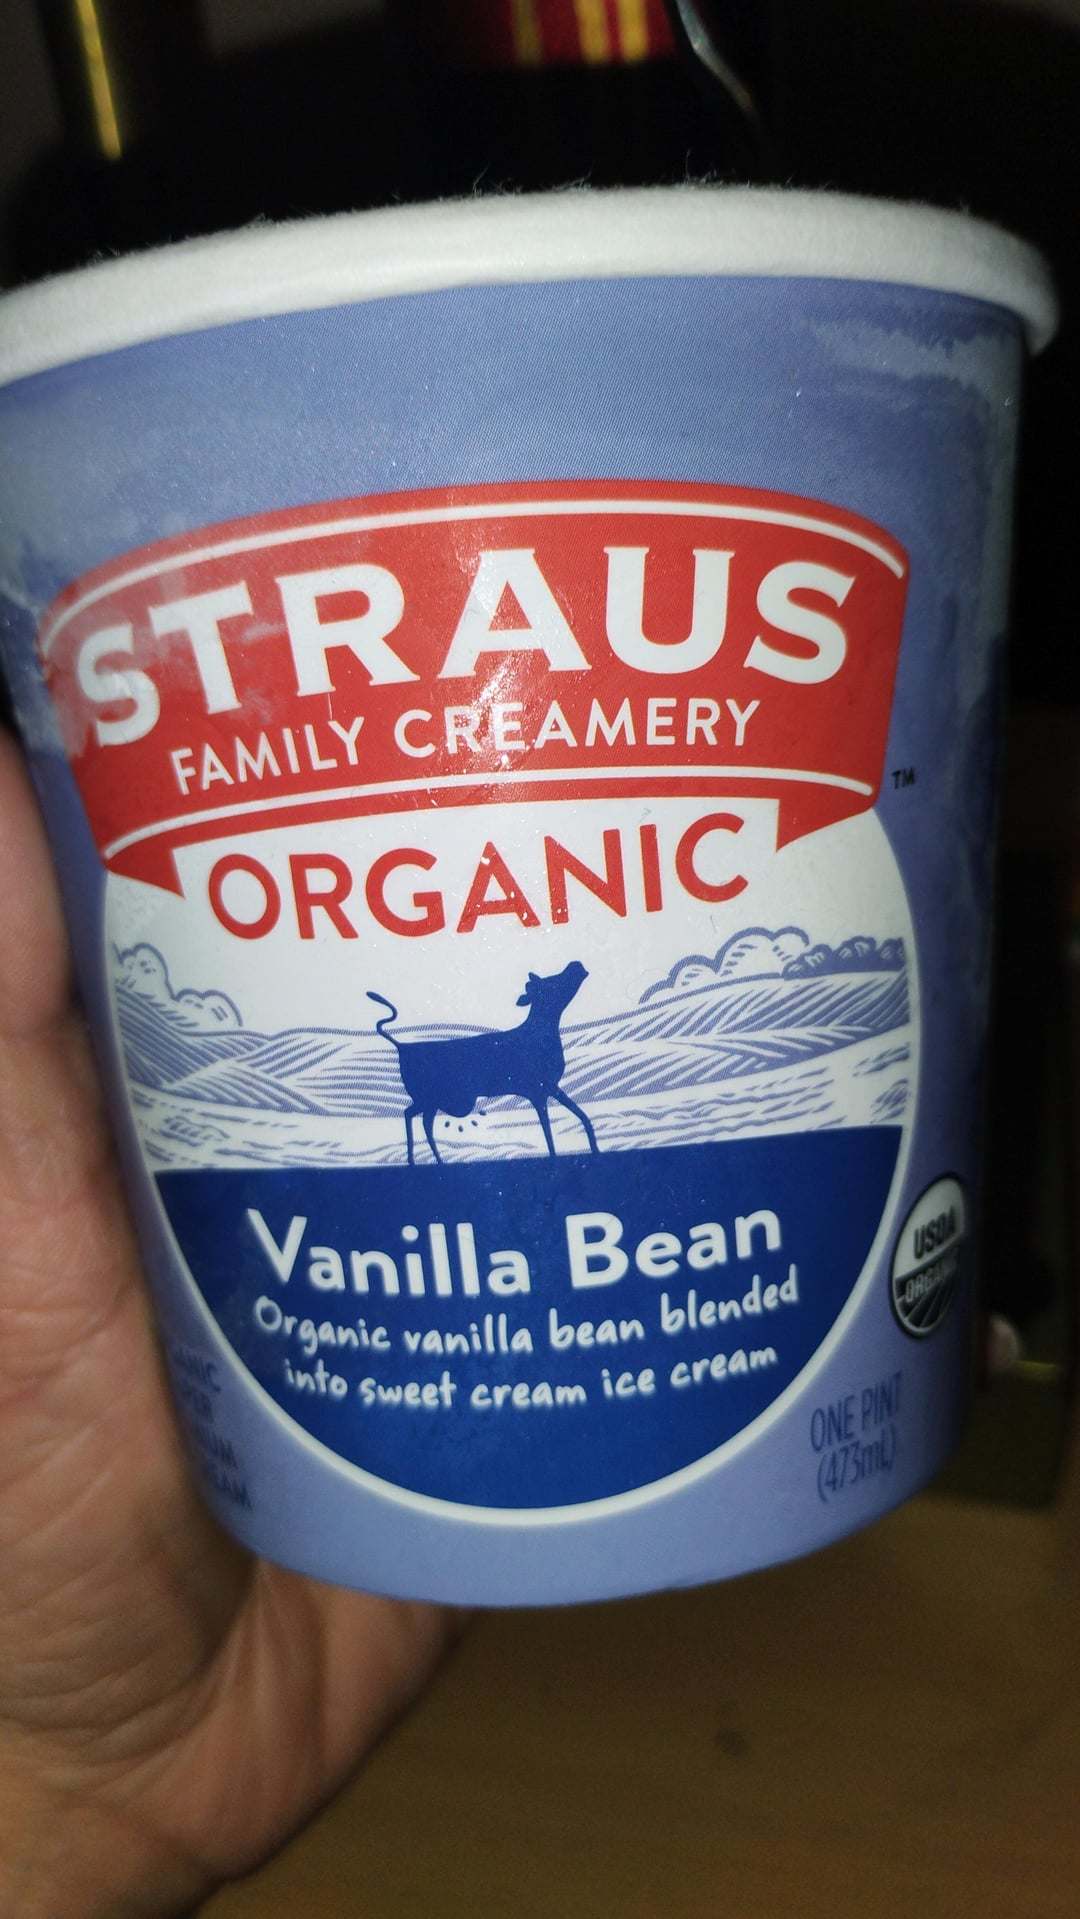 STRAUS
FAMILY CREAMERY
TM
ORGANIC
Vanilla Bean
Organic vanilla bean blended
into sweet cream ice cream
USDA
ORGANIC
ONE PINT
(473mL)